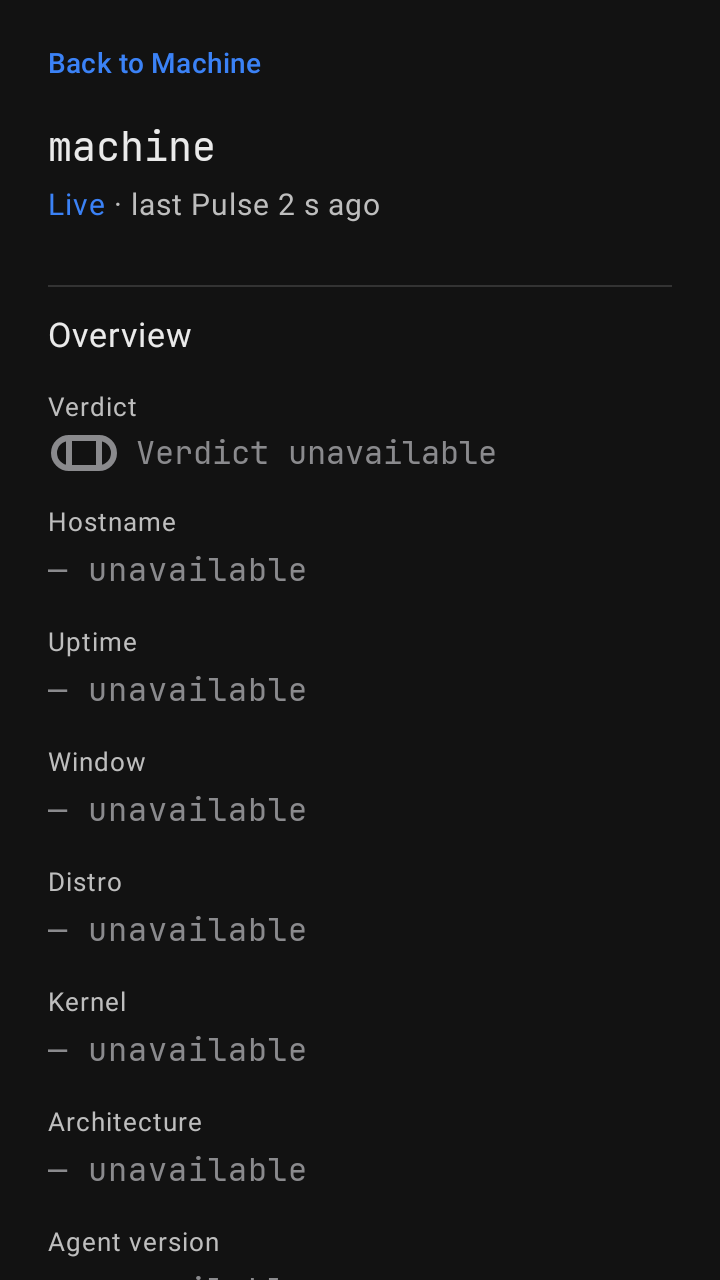 Back to Machine
machine
Live · last Pulse 2 s ago
Overview
Verdict
Verdict unavailable
Hostname
— unavailable
Uptime
— unavailable
Window
— unavailable
Distro
— unavailable
Kernel
— unavailable
Architecture
— unavailable
Agent version